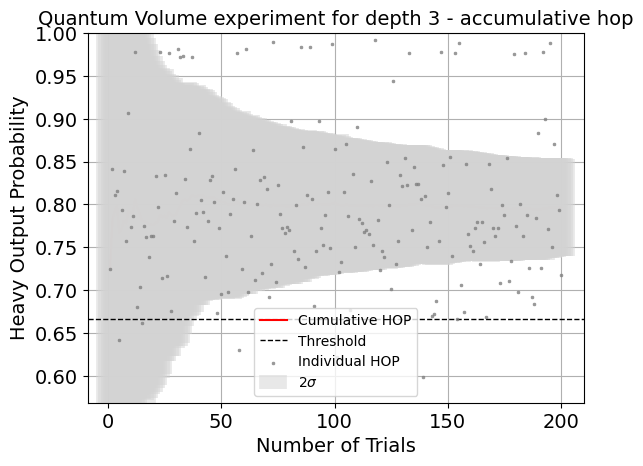 Quantum Volume experiment for depth 3 - accumulative hop
Heavy Output Probability
1.00
0.95
0.90
0.85
0.80
0.75
0.70
0.65
0.60
Cumulative HOP
Threshold
Individual HOP
2σ
0 50 100 150 200
Number of Trials